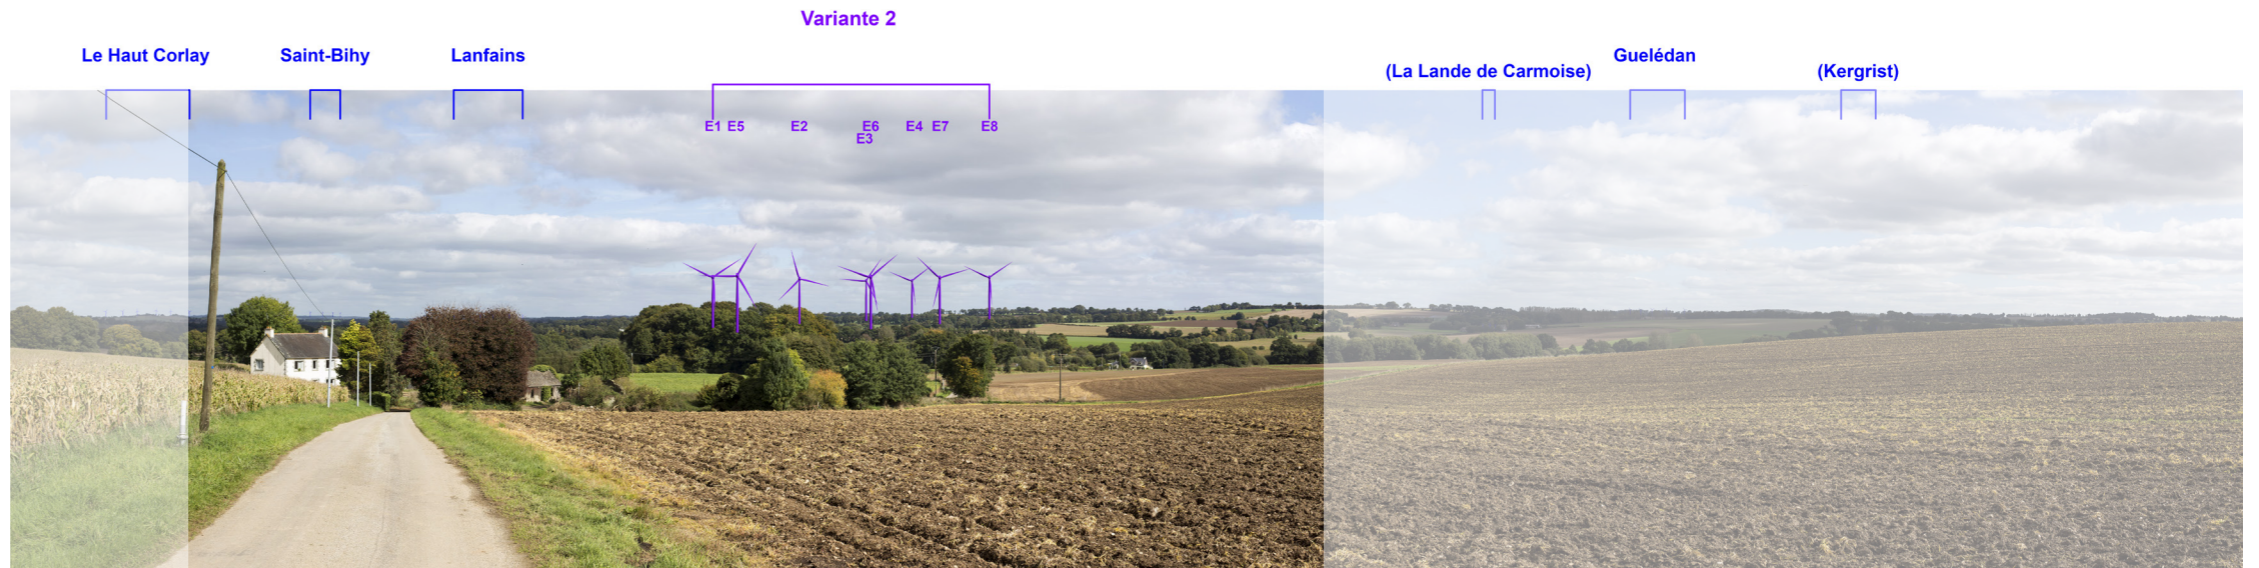 Variante 2
Le Haut Corlay
Saint-Bihy
Lanfains
(La Lande de Carmoise)
Guelédan
(Kergrist)
E1 E5 E2 E6 E4 E7 E8
E3